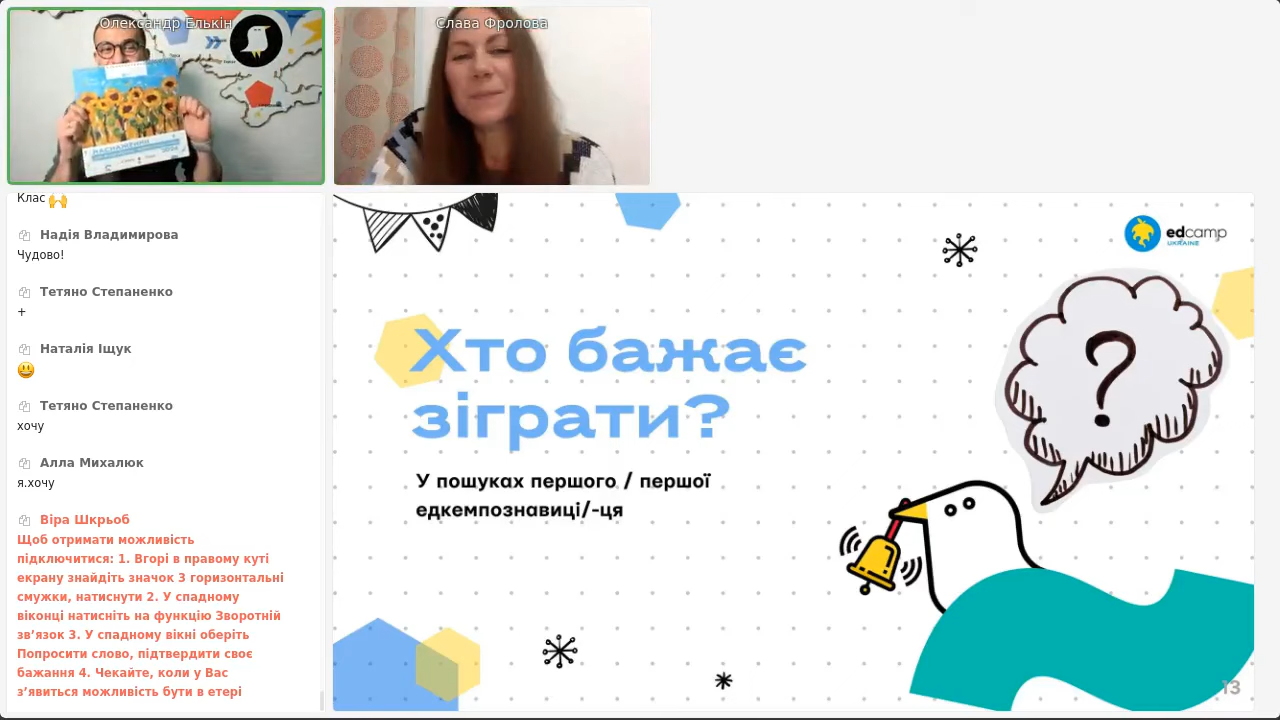 Олександр Елькін
Слава Фролова
Клас
Надія Владимирова
Чудово!
Тетяно Степаненко
+
Наталія Іщук
Тетяно Степаненко
хочу
Алла Михалюк
я.хочу
Віра Шкрьоб
Щоб отримати можливість
підключитися: 1. Вгорі в правому куті
екрану знайдіть значок 3 горизонтальні
смужки, натиснути 2. У спадному
віконці натисніть на функцію Зворотній
зв’язок 3. У спадному вікні оберіть
Попросити слово, підтвердити своє
бажання 4. Чекайте, коли у Вас
з’явиться можливість бути в етері
edcamp
UKRAINE
Хто бажає
зіграти?
У пошуках першого / першої
едкемпознавиці/-ця
?
13